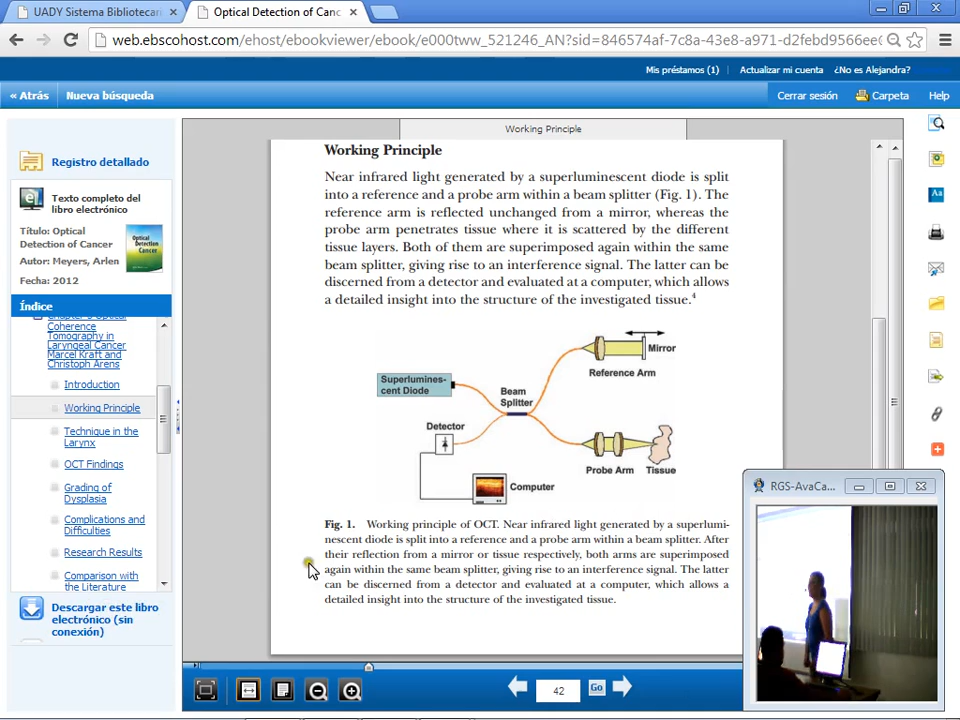 UADY Sistema Bibliotecari
Optical Detection of Canc
web.ebscohost.com/ehost/ebookviewer/ebook/e000tww_521246_AN?sid=846574af-7c8a-43e8-a971-d2febd9566ee
Mis préstamos (1)
Actualizar mi cuenta
¿No es Alejandra?
« Atrás
Nueva búsqueda
Cerrar sesión
Carpeta
Help
Registro detallado
Texto completo del
libro electrónico
Título: Optical
Detection of Cancer
Autor: Meyer, Arlen
Fecha: 2012
Índice
Coherence
Tomography in
Laryngeal Cancer
Marcel Kraft and
Christoph Arens
Introduction
Working Principle
Technique in the
Larynx
OCT Findings
Grading of
Dysplasia
Complications and
Difficulties
Research Results
Comparison with
the Literature
Descargar este libro
electrónico (sin
conexión)
Working Principle
Working Principle
Near infrared light generated by a superluminescent diode is split
into a reference and a probe arm within a beam splitter (Fig. 1). The
reference arm is reflected unchanged from a mirror, whereas the
probe arm penetrates tissue where it is scattered by the different
tissue layers. Both of them are superimposed again within the same
beam splitter, giving rise to an interference signal. The latter can be
discerned from a detector and evaluated at a computer, which allows
a detailed insight into the structure of the investigated tissue.⁴
Mirror
Reference Arm
Superlumines-
cent Diode
Beam
Splitter
Detector
Probe Arm
Tissue
Computer
Fig. 1. Working principle of OCT. Near infrared light generated by a superlumi-
nescent diode is split into a reference and a probe arm within a beam splitter. After
their reflection from a mirror or tissue respectively, both arms are superimposed
again within the same beam splitter, giving rise to an interference signal. The latter
can be discerned from a detector and evaluated at a computer, which allows a
detailed insight into the structure of the investigated tissue.
42
Go
Aa
RGS-AvaCa...